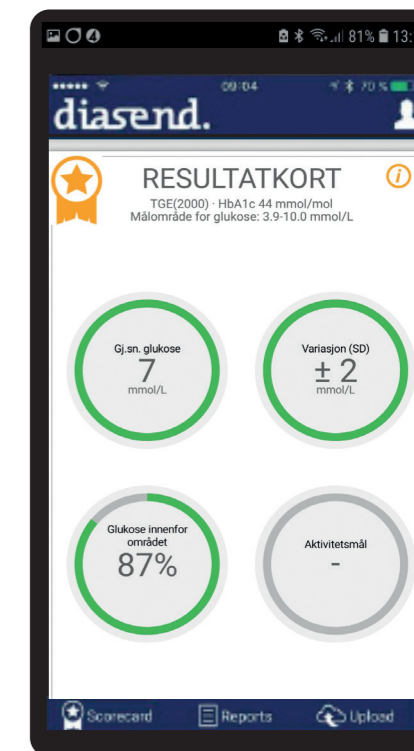 81% 13:
09:04
70 %
diasend.
RESULTATKORT
TGE(2000) · HbA1c 44 mmol/mol
Målområde for glukose: 3.9-10.0 mmol/L
Gj.sn. glukose
7
mmol/L
Variasjon (SD)
± 2
mmol/L
Glukose innenfor
området
87%
Aktivitetsmål
-
Scorecard Reports Upload